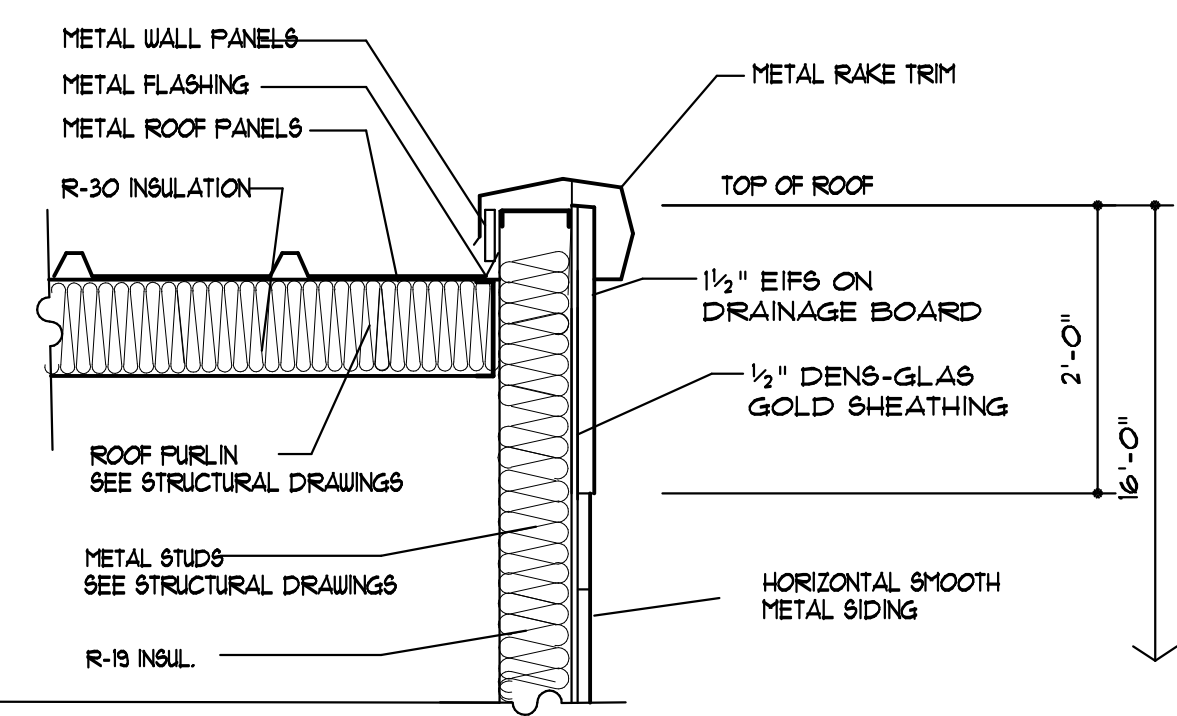 METAL WALL PANELS
METAL FLASHING
METAL ROOF PANELS
R-30 INSULATION
METAL RAKE TRIM
TOP OF ROOF
1½" EIFS ON
DRAINAGE BOARD
½" DENS-GLAS
GOLD SHEATHING
2'-0"
16'-0"
ROOF PURLIN
SEE STRUCTURAL DRAWINGS
METAL STUDS
SEE STRUCTURAL DRAWINGS
HORIZONTAL SMOOTH
METAL SIDING
R-19 INSUL.